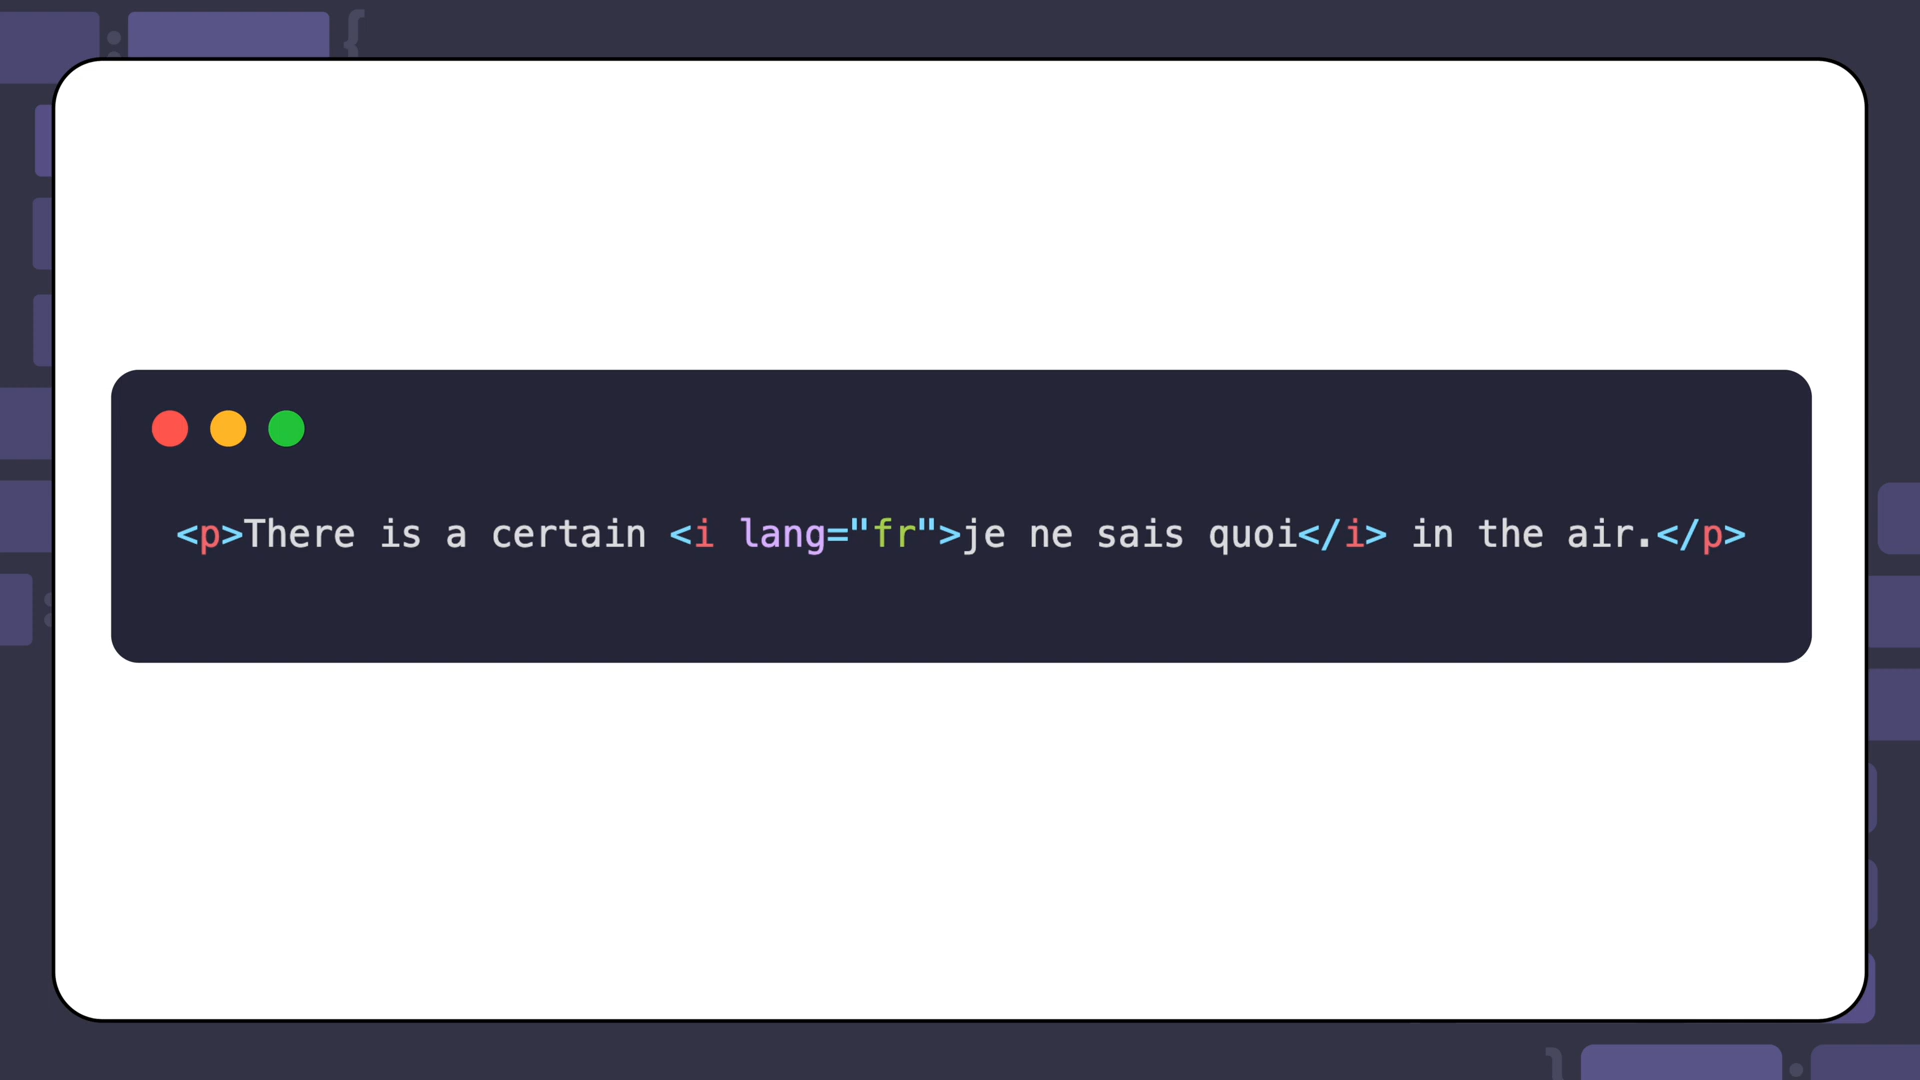 <p>There is a certain <i lang="fr">je ne sais quoi</i> in the air.</p>